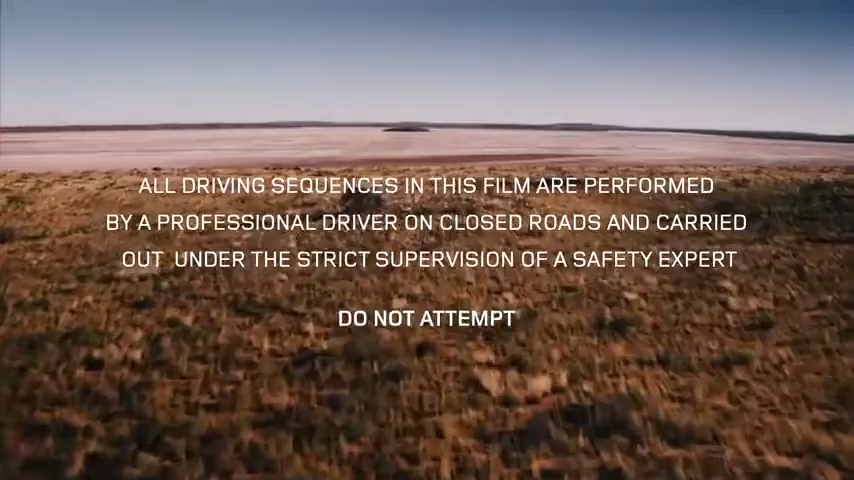 ALL DRIVING SEQUENCES IN THIS FILM ARE PERFORMED
BY A PROFESSIONAL DRIVER ON CLOSED ROADS AND CARRIED
OUT UNDER THE STRICT SUPERVISION OF A SAFETY EXPERT
DO NOT ATTEMPT